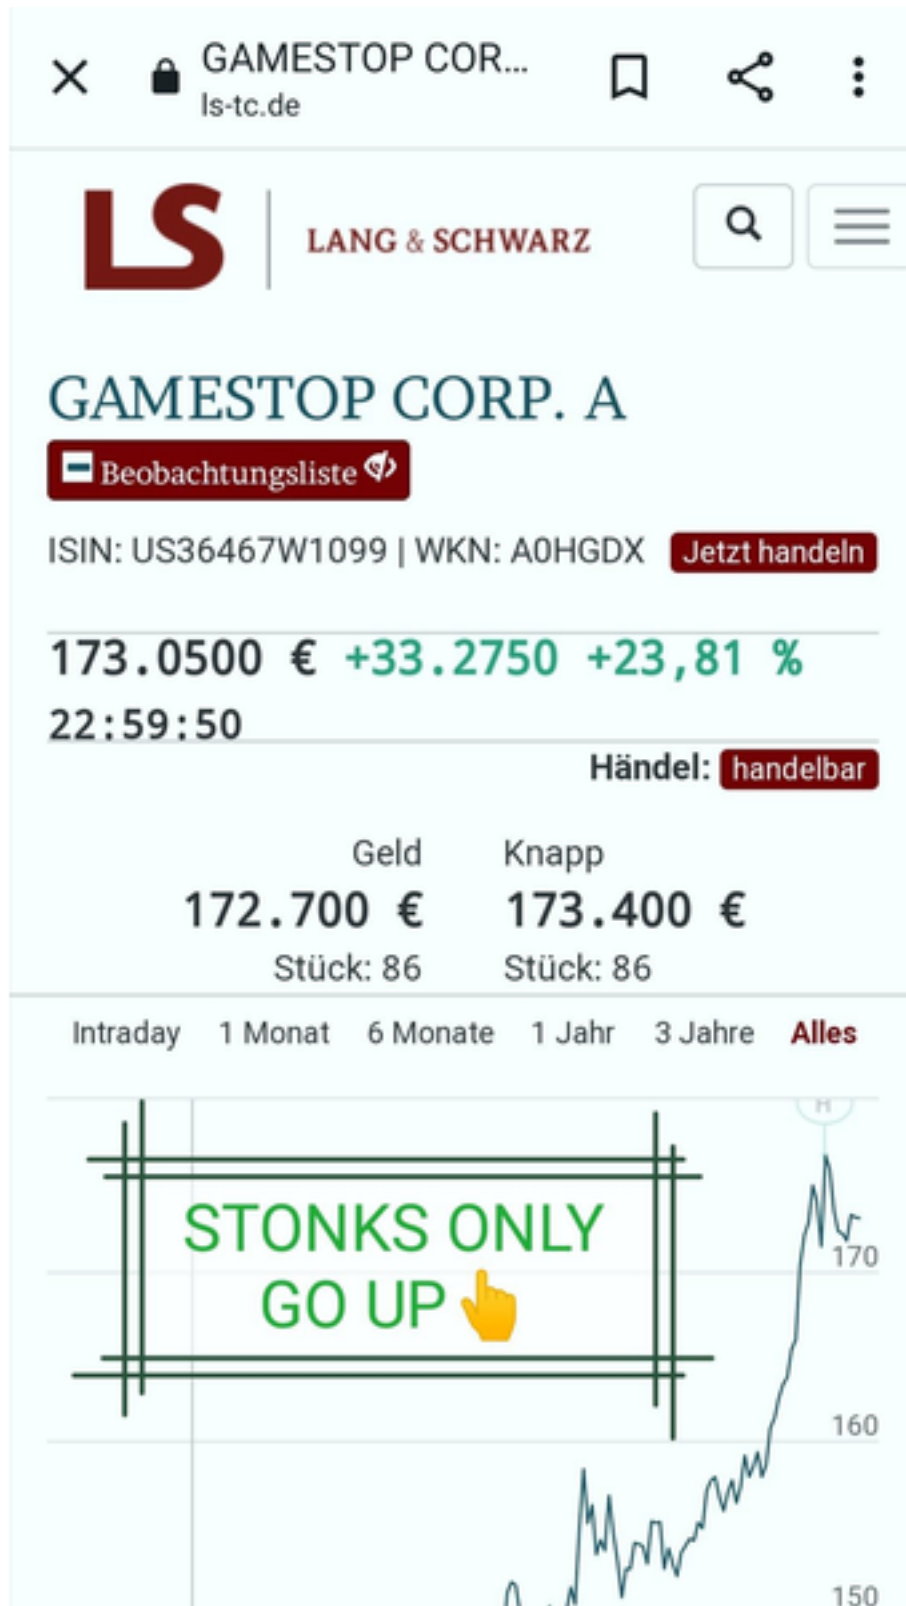 GAMESTOP COR...
ls-tc.de
LS
LANG & SCHWARZ
GAMESTOP CORP. A
Beobachtungsliste
ISIN: US36467W1099 | WKN: A0HGDX Jetzt handeln
173.0500 € +33.2750 +23,81 %
22:59:50
Händel: handelbar
Geld Knapp
172.700 € 173.400 €
Stück: 86 Stück: 86
Intraday 1 Monat 6 Monate 1 Jahr 3 Jahre Alles
H
STONKS ONLY
GO UP👆
170
160
150